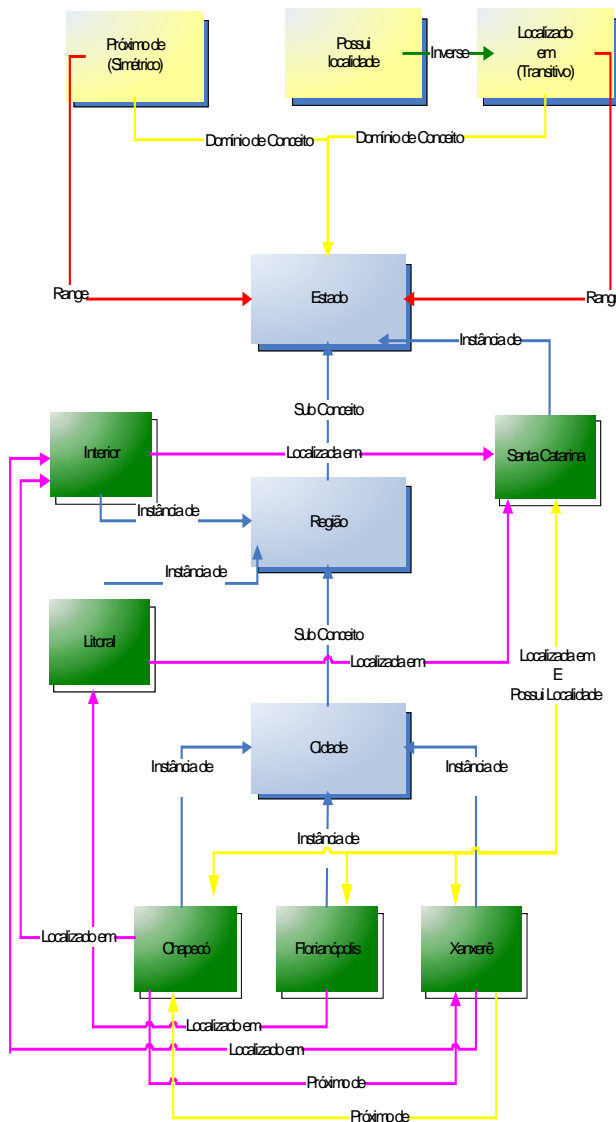 Próximo de
(Simétrico)
Possui
localidade
Inverse
Localizado
em
(Transitivo)
Domínio de Conceito
Domínio de Conceito
Range
Estado
Range
Instância de
Sub Conceito
Interior
Localizada em
Santa Catarina
Instância de
Região
Instância de
Litoral
Sub Conceito
Localizada em
Localizada em
E
Possui Localidade
Cidade
Instância de
Instância de
Instância de
Localizado em
Chapecó
Florianópolis
Xanxerê
Localizado em
Localizado em
Próximo de
Próximo de